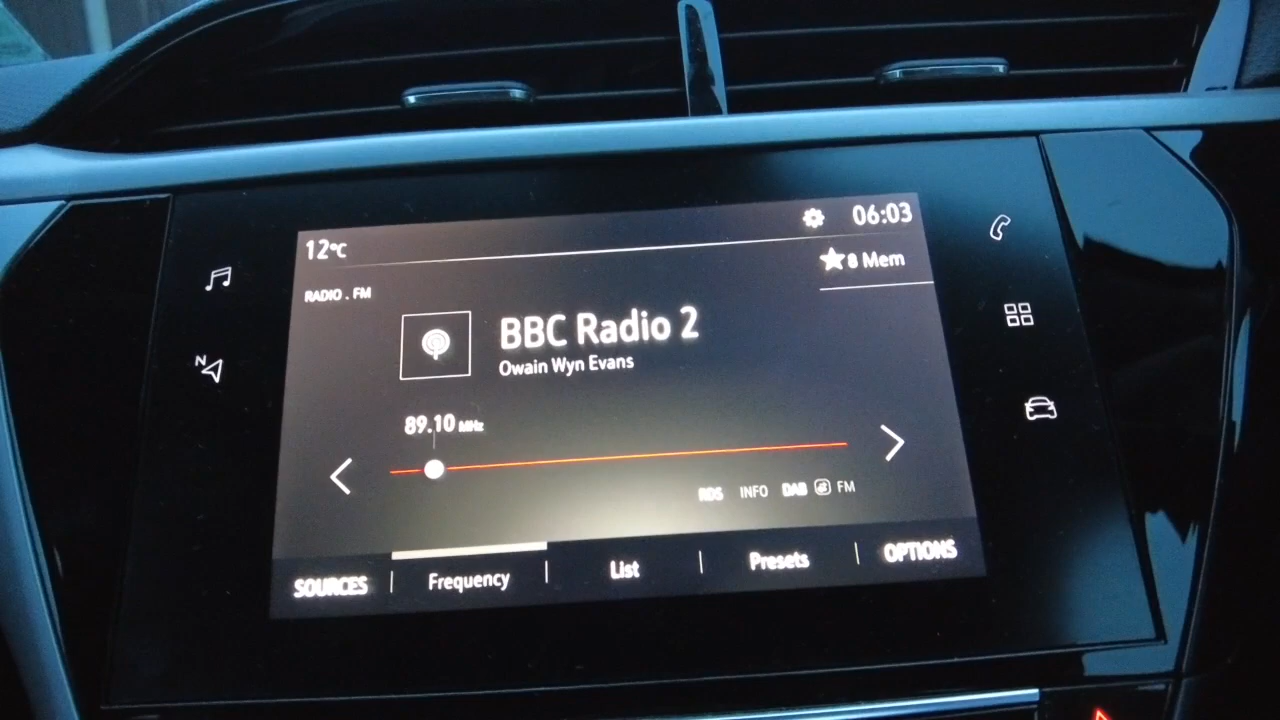 12°C
06:03
8 Mem
RADIO . FM
BBC Radio 2
Owain Wyn Evans
89.10 MHz
RDS INFO DAB FM
SOURCES Frequency List Presets OPTIONS
N